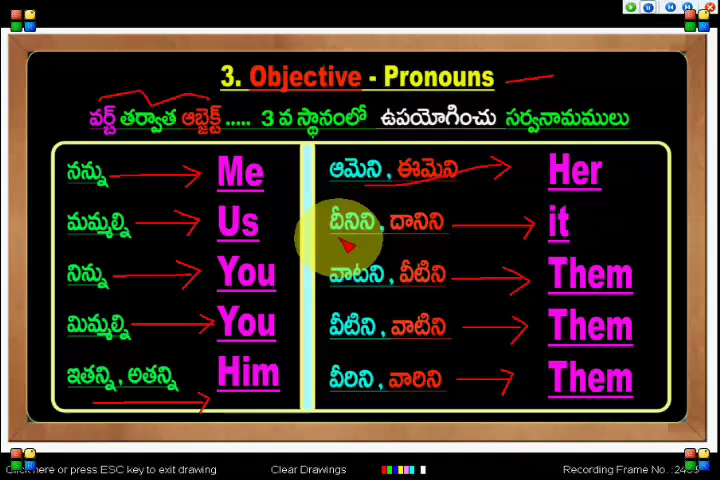 3. Objective - Pronouns
వర్బ్ తర్వాత ఆబ్జెక్ట్ ..... 3 వ స్థానంలో ఉపయోగించు సర్వనామములు
నన్ను Me
మమ్మల్ని Us
నిన్ను You
మిమ్మల్ని You
ఇతన్ని , అతన్ని Him
ఆమెని , ఈమెని Her
దీనిని , దానిని it
వాటని , వీటిని Them
వీటిని , వాటిని Them
వీరిని , వారిని Them
Click here or press ESC key to exit drawing Clear Drawings Recording Frame No. :